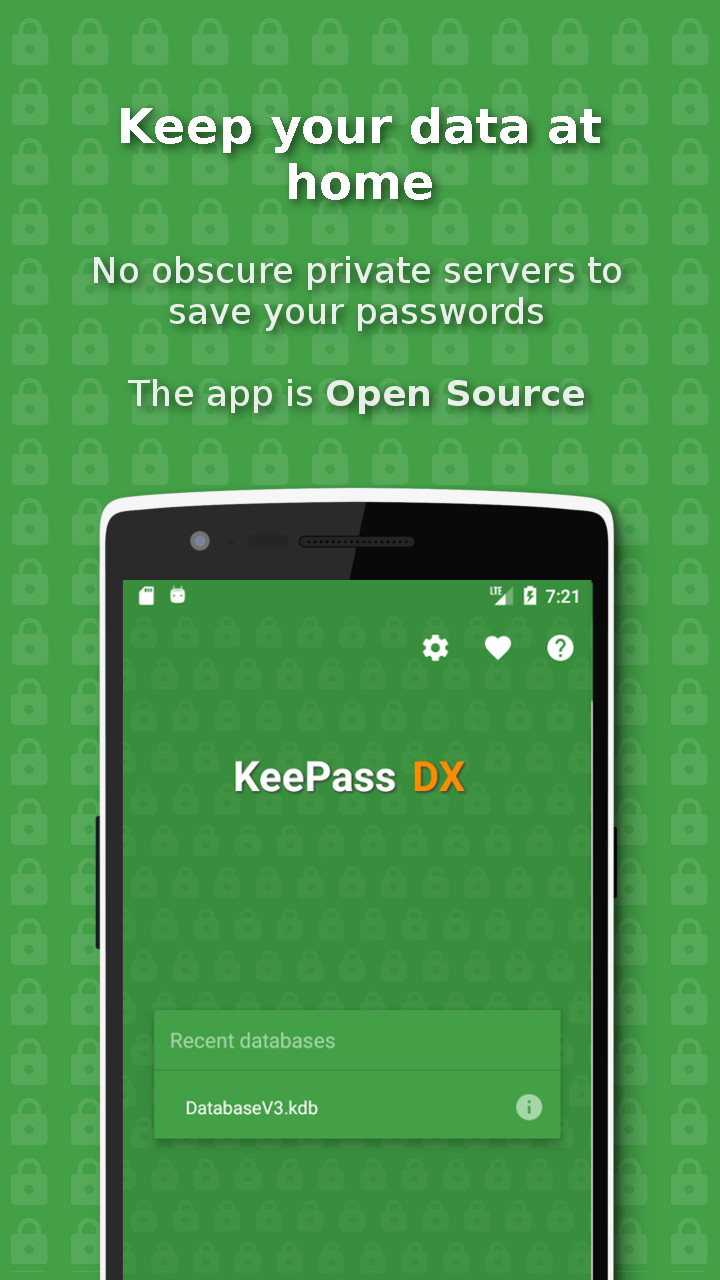 Keep your data at
home
No obscure private servers to
save your passwords
The app is Open Source
LTE 7:21
KeePass DX
Recent databases
DatabaseV3.kdb